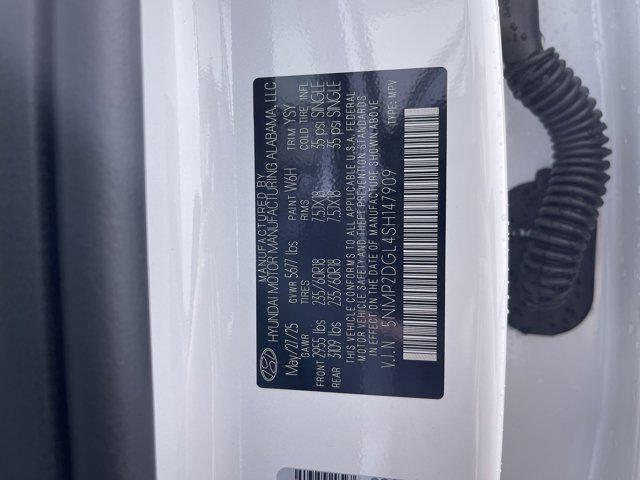 MANUFACTURED BY
HYUNDAI MOTOR MANUFACTURING ALABAMA, LLC.
May/27/25 GVWR 5677 lbs PAINT W6H TRIM YSY
GAWR TIRES RIMS COLD TIRE INFL
FRONT 2955 lbs 235/60R18 7.5JX18 35 psi SINGLE
REAR 3109 lbs 235/60R18 7.5JX18 35 psi SINGLE
THIS VEHICLE CONFORMS TO ALL APPLICABLE U.S.A. FEDERAL
MOTOR VEHICLE SAFETY AND THEFT PREVENTION STANDARDS
IN EFFECT ON THE DATE OF MANUFACTURE SHOWN ABOVE
V.I.N : 5NMP2DGL4SH147909 TYPE: MPV